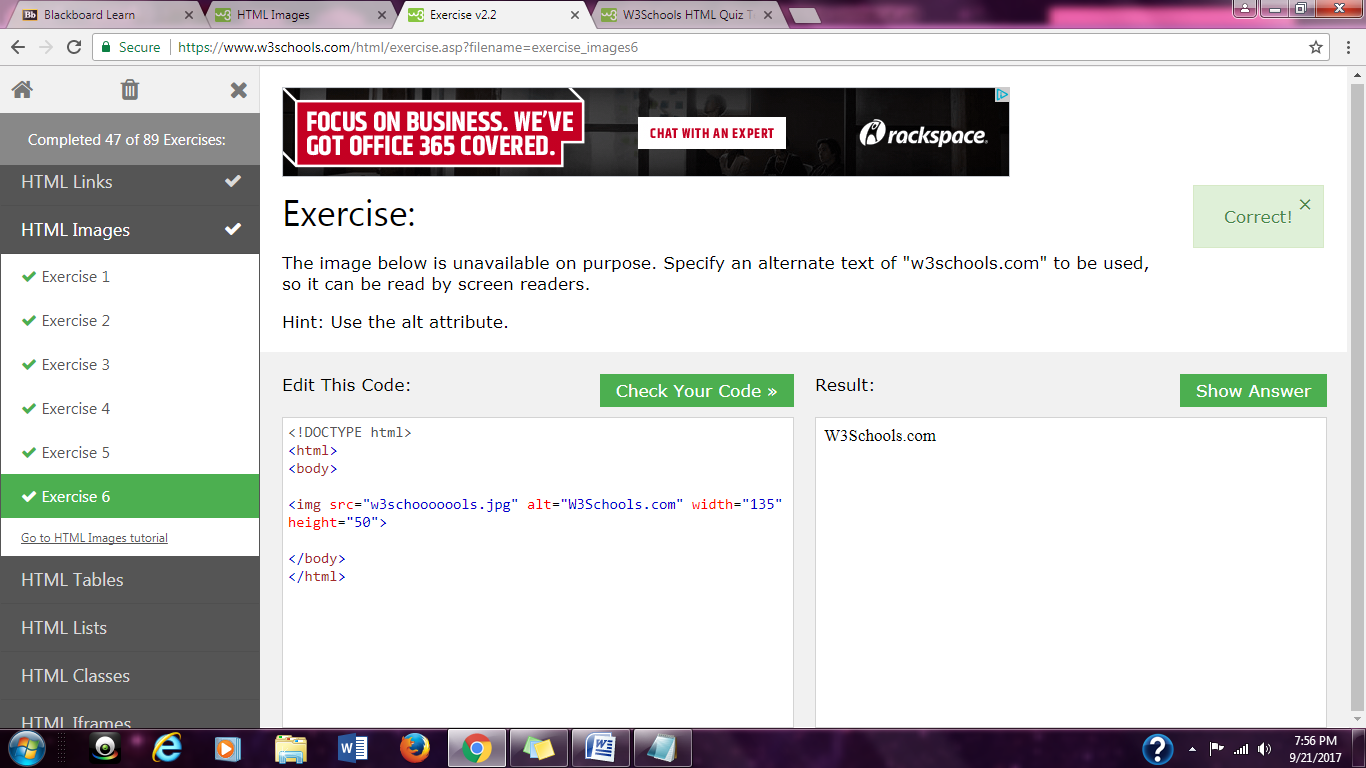 Bb Blackboard Learn
HTML Images
Exercise v2.2
W3Schools HTML Quiz T
Secure
https://www.w3schools.com/html/exercise.asp?filename=exercise_images6
Completed 47 of 89 Exercises:
HTML Links
HTML Images
Exercise 1
Exercise 2
Exercise 3
Exercise 4
Exercise 5
Exercise 6
Go to HTML Images tutorial
HTML Tables
HTML Lists
HTML Classes
HTML Iframes
FOCUS ON BUSINESS. WE'VE
GOT OFFICE 365 COVERED.
CHAT WITH AN EXPERT
rackspace.
Exercise:
Correct!
The image below is unavailable on purpose. Specify an alternate text of "w3schools.com" to be used,
so it can be read by screen readers.
Hint: Use the alt attribute.
Edit This Code:
Check Your Code »
Result:
Show Answer
<!DOCTYPE html>
<html>
<body>
<img src="w3schooooools.jpg" alt="W3Schools.com" width="135"
height="50">
</body>
</html>
W3Schools.com
7:56 PM
9/21/2017